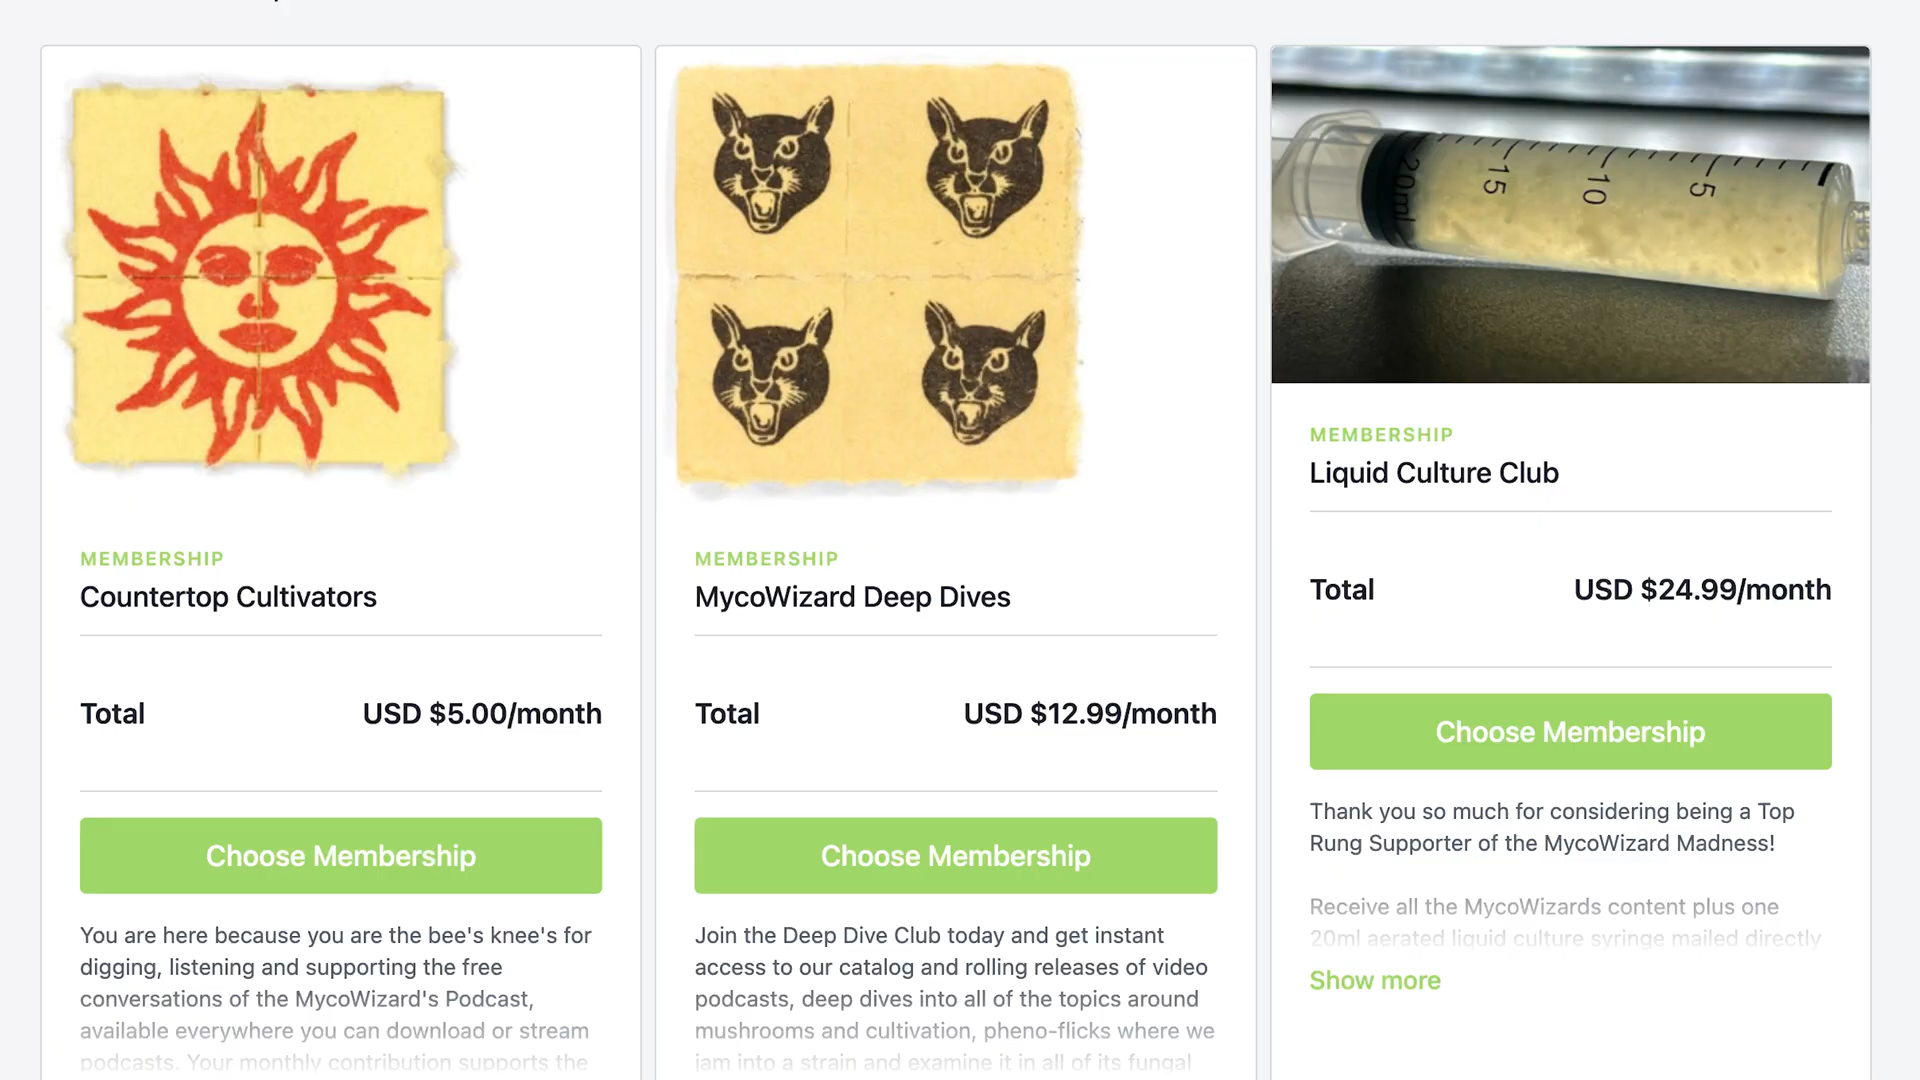 MEMBERSHIP
Countertop Cultivators
Total USD $5.00/month
Choose Membership
You are here because you are the bee's knee's for
digging, listening and supporting the free
conversations of the MycoWizard's Podcast,
available everywhere you can download or stream
podcasts. Your monthly contribution supports the
MEMBERSHIP
MycoWizard Deep Dives
Total USD $12.99/month
Choose Membership
Join the Deep Dive Club today and get instant
access to our catalog and rolling releases of video
podcasts, deep dives into all of the topics around
mushrooms and cultivation, pheno-flicks where we
jam into a strain and examine it in all of its fungal
20ml 15 10 5
MEMBERSHIP
Liquid Culture Club
Total USD $24.99/month
Choose Membership
Thank you so much for considering being a Top
Rung Supporter of the MycoWizard Madness!
Receive all the MycoWizards content plus one
20ml aerated liquid culture syringe mailed directly
Show more